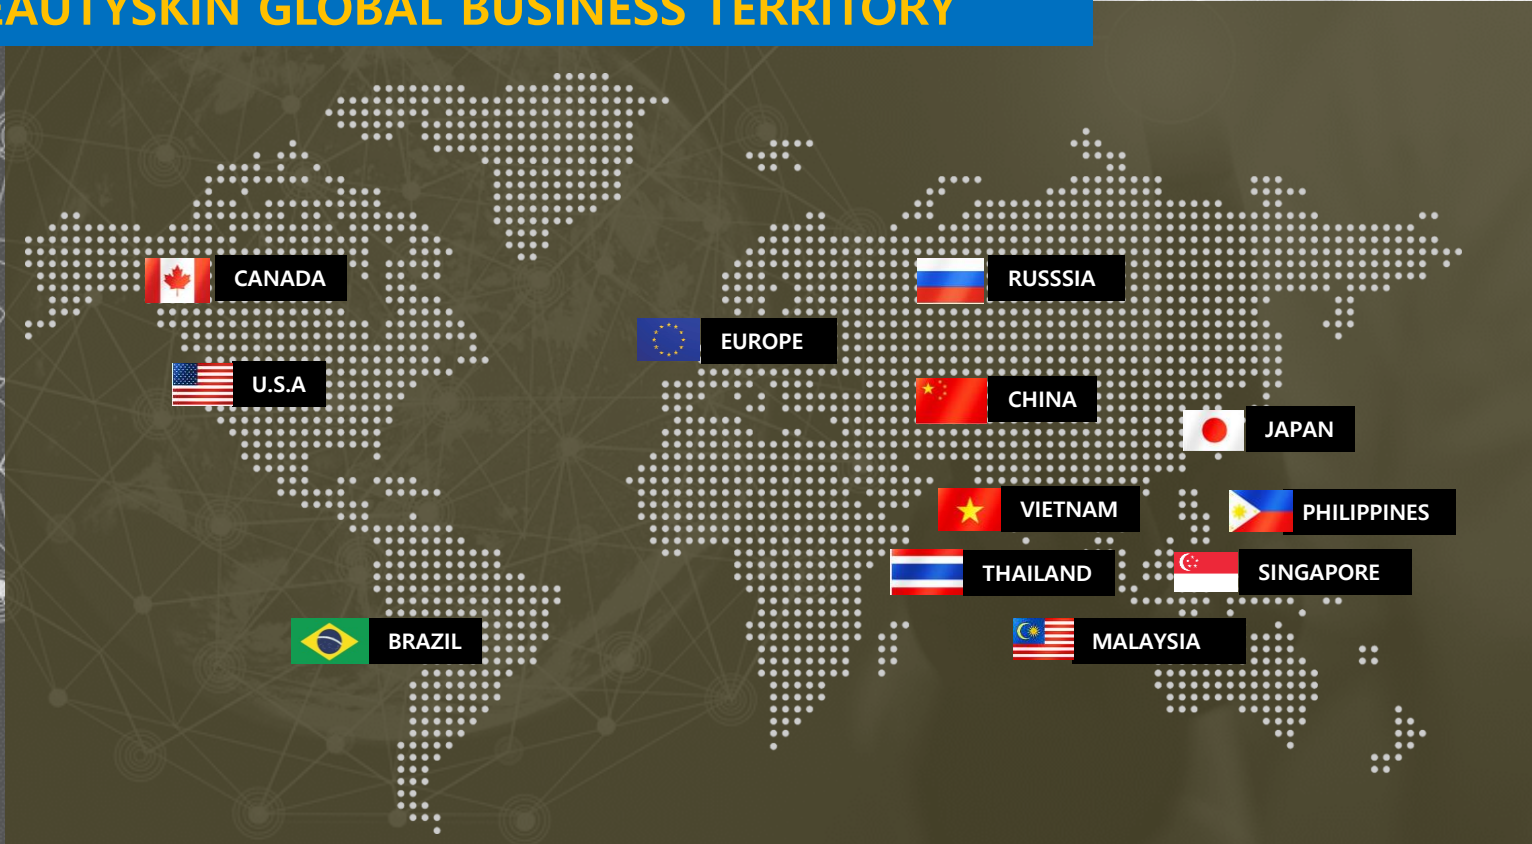 EAUTYSKIN GLOBAL BUSINESS TERRITORY
CANADA
RUSSSIA
EUROPE
U.S.A
CHINA
JAPAN
VIETNAM
PHILIPPINES
THAILAND
SINGAPORE
BRAZIL
MALAYSIA